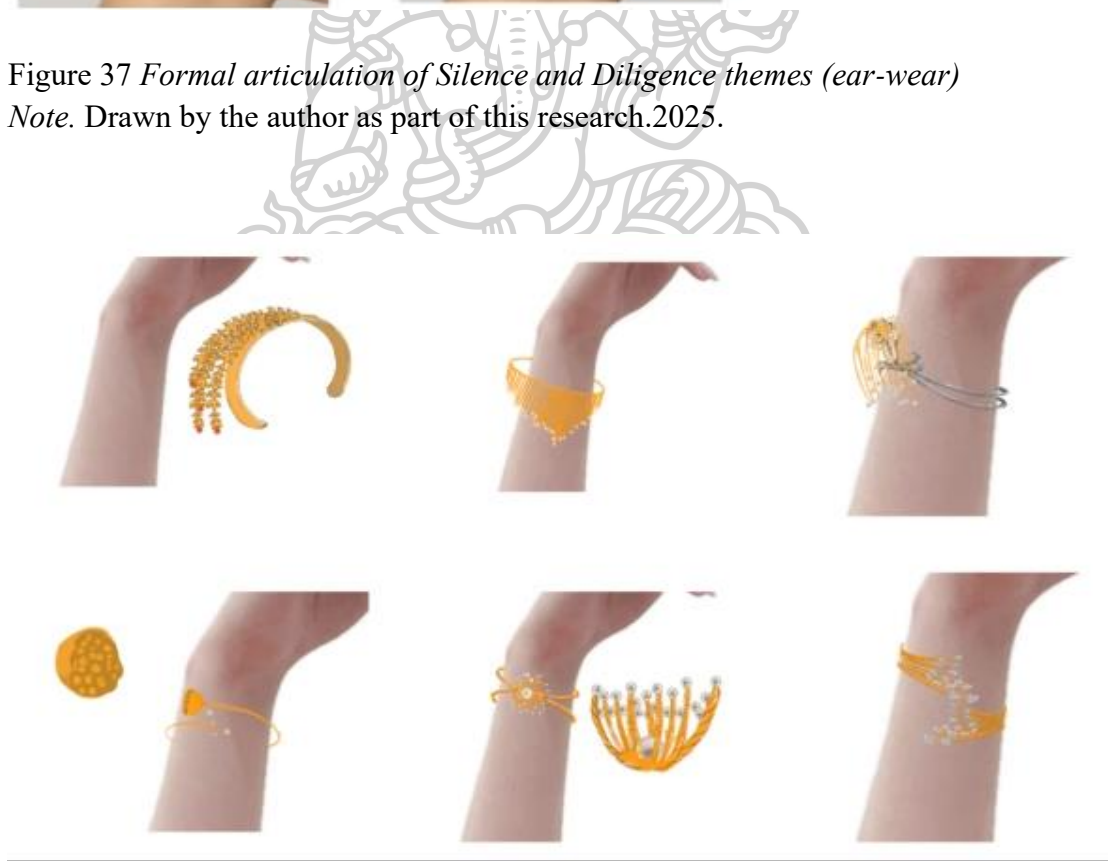 Figure 37 Formal articulation of Silence and Diligence themes (ear-wear)
Note. Drawn by the author as part of this research.2025.